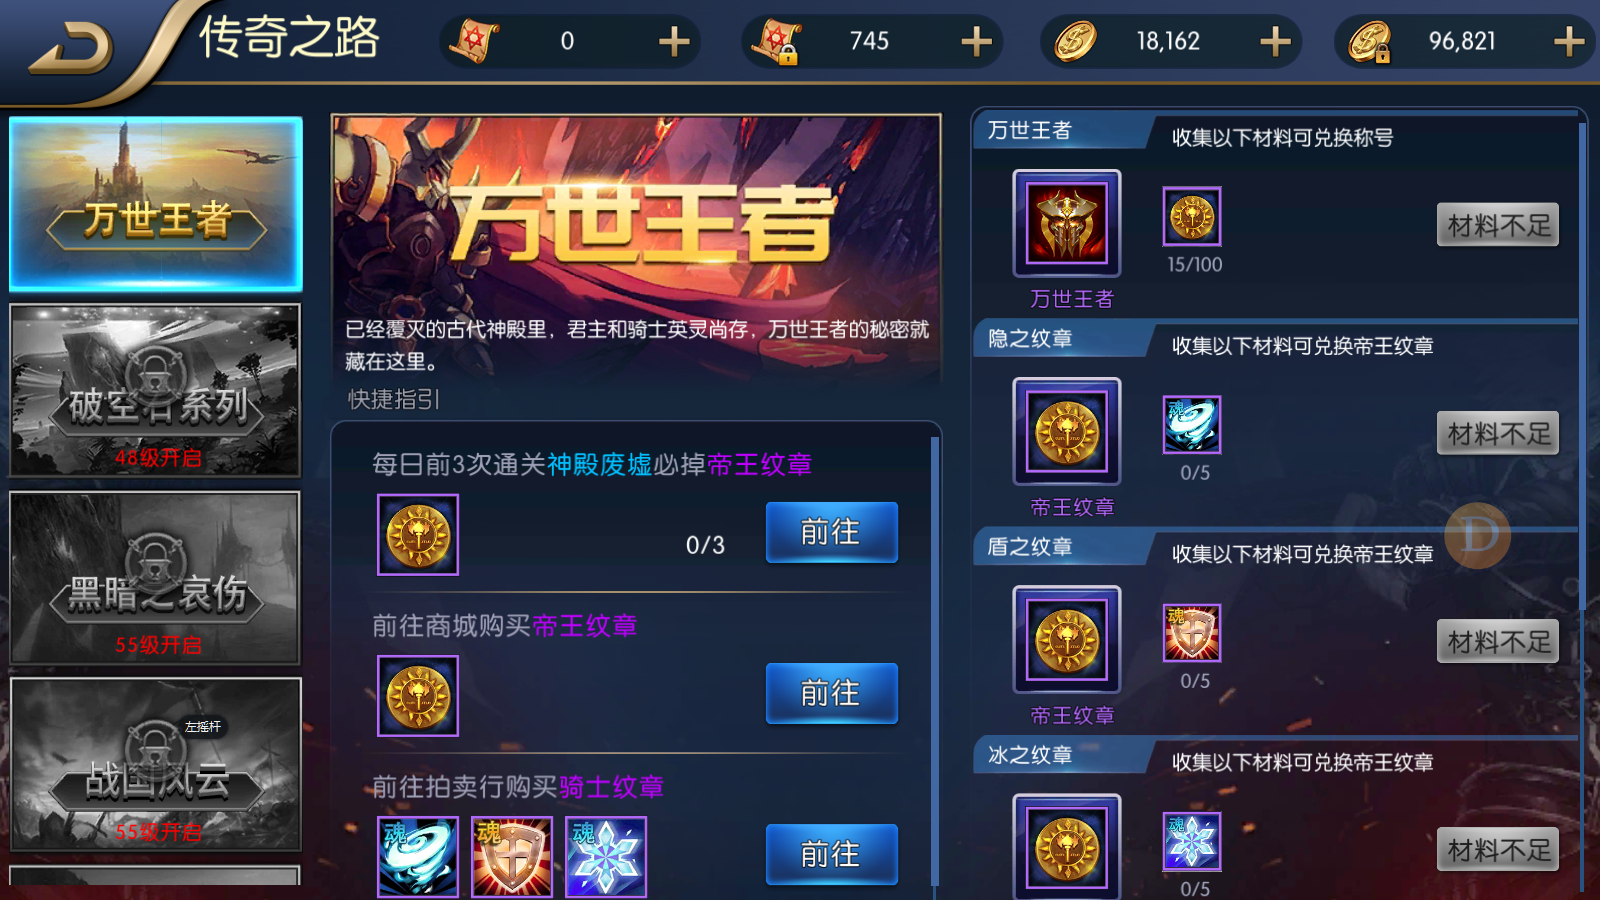 传奇之路
0
745
18,162
96,821
万世王者
破空石系列
48级开启
黑暗之哀伤
55级开启
左摇杆
战国风云
55级开启
万世王者
已经覆灭的古代神殿里，君主和骑士英灵尚存，万世王者的秘密就
藏在这里。
快捷指引
每日前3次通关神殿废墟必掉帝王纹章
0/3
前往
前往商城购买帝王纹章
前往
前往拍卖行购买骑士纹章
魂
魂
魂
前往
万世王者
收集以下材料可兑换称号
15/100
材料不足
万世王者
隐之纹章
收集以下材料可兑换帝王纹章
魂
0/5
材料不足
帝王纹章
盾之纹章
收集以下材料可兑换帝王纹章
D
魂
0/5
材料不足
帝王纹章
冰之纹章
收集以下材料可兑换帝王纹章
魂
0/5
材料不足